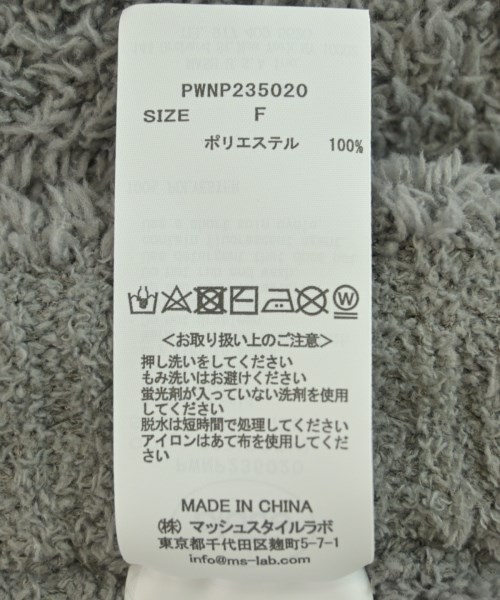 PWNP235020
SIZE F
ポリエステル 100%
W
＜お取り扱い上のご注意＞
押し洗いをしてください
もみ洗いはお避けください
蛍光剤が入っていない洗剤を使用
してください
脱水は短時間で処理してください
アイロンはあて布を使用してくだ
さい
MADE IN CHINA
(株) マッシュスタイルラボ
東京都千代田区麹町5-7-1
info@ms-lab.com